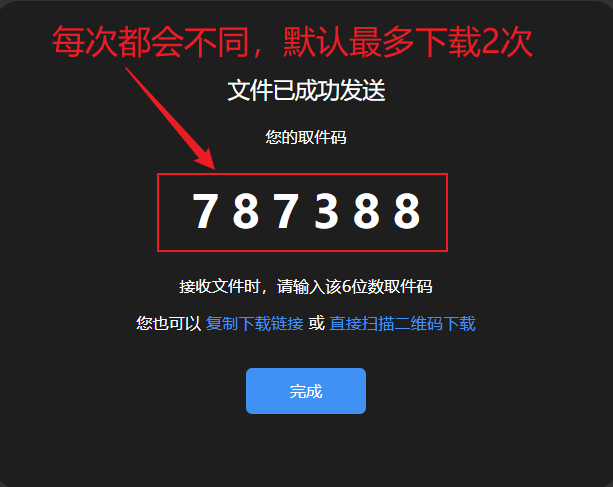 每次都会不同，默认最多下载2次
文件已成功发送
您的取件码
787388
接收文件时，请输入该6位数取件码
您也可以 复制下载链接 或 直接扫描二维码下载
完成